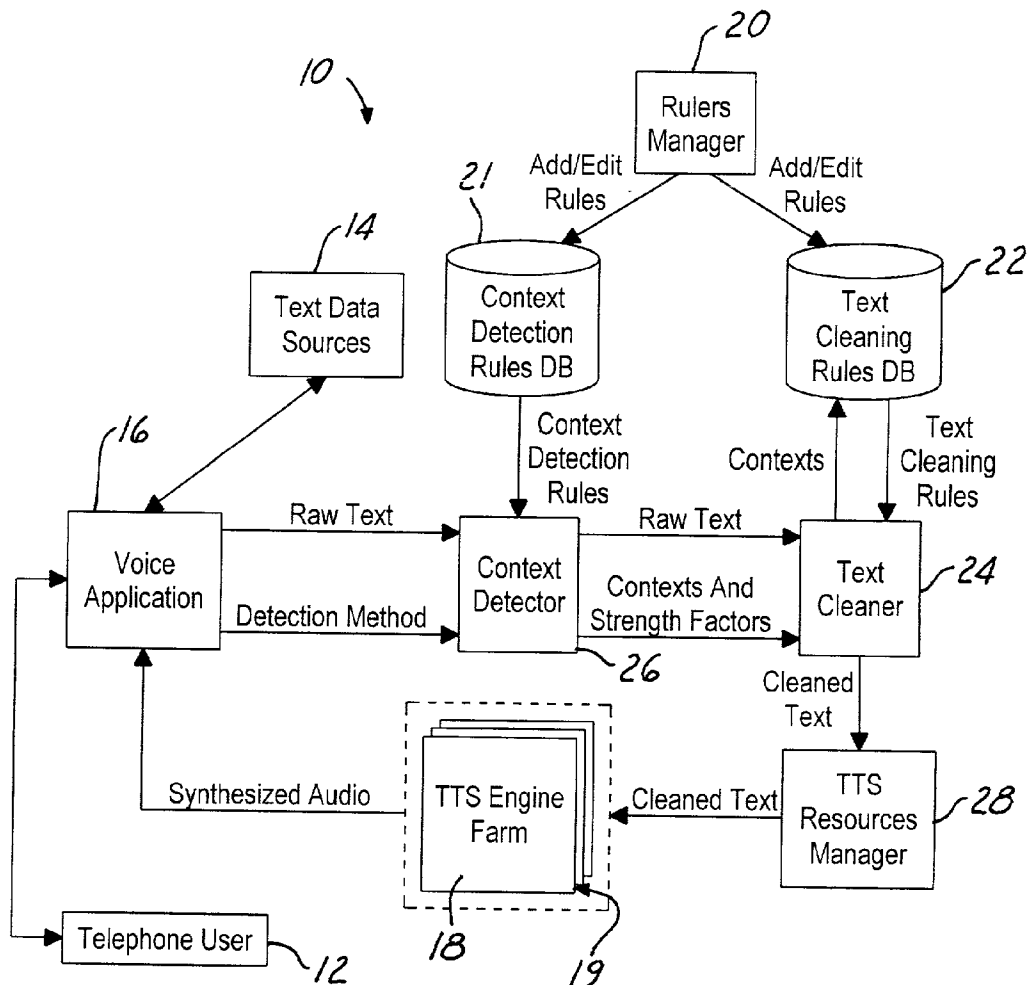 20
10
Rulers
Manager
21
Add/Edit
Rules
Add/Edit
Rules
14
22
Text Data
Sources
Context
Detection
Rules DB
Text
Cleaning
Rules DB
16
Context
Detection
Rules
Contexts
Text
Cleaning
Rules
Voice
Application
Raw Text
Detection Method
Context
Detector
26
Raw Text
Contexts And
Strength Factors
Text
Cleaner
24
Cleaned
Text
Synthesized Audio
TTS Engine
Farm
18
19
Cleaned Text
TTS
Resources
Manager
28
Telephone User
12